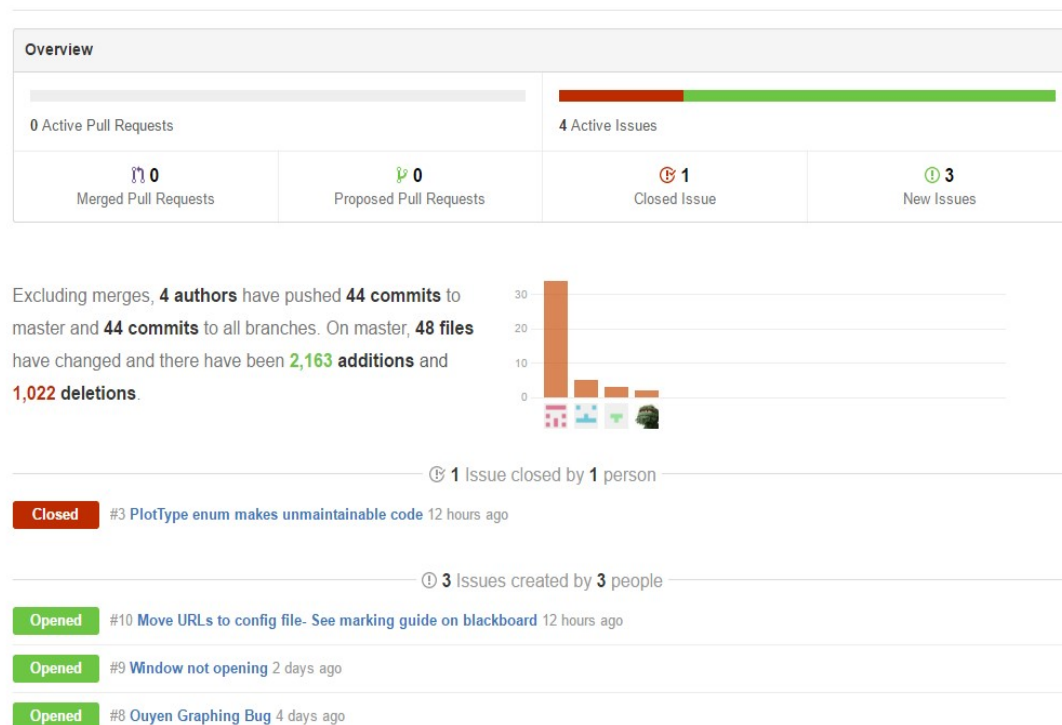 Overview
0 Active Pull Requests
4 Active Issues
0
Merged Pull Requests
0
Proposed Pull Requests
1
Closed Issue
3
New Issues
Excluding merges, 4 authors have pushed 44 commits to
master and 44 commits to all branches. On master, 48 files
have changed and there have been 2,163 additions and
1,022 deletions.
30
20
10
0
1 Issue closed by 1 person
Closed #3 PlotType enum makes unmaintainable code 12 hours ago
3 Issues created by 3 people
Opened #10 Move URLs to config file- See marking guide on blackboard 12 hours ago
Opened #9 Window not opening 2 days ago
Opened #8 Ouyen Graphing Bug 4 days ago